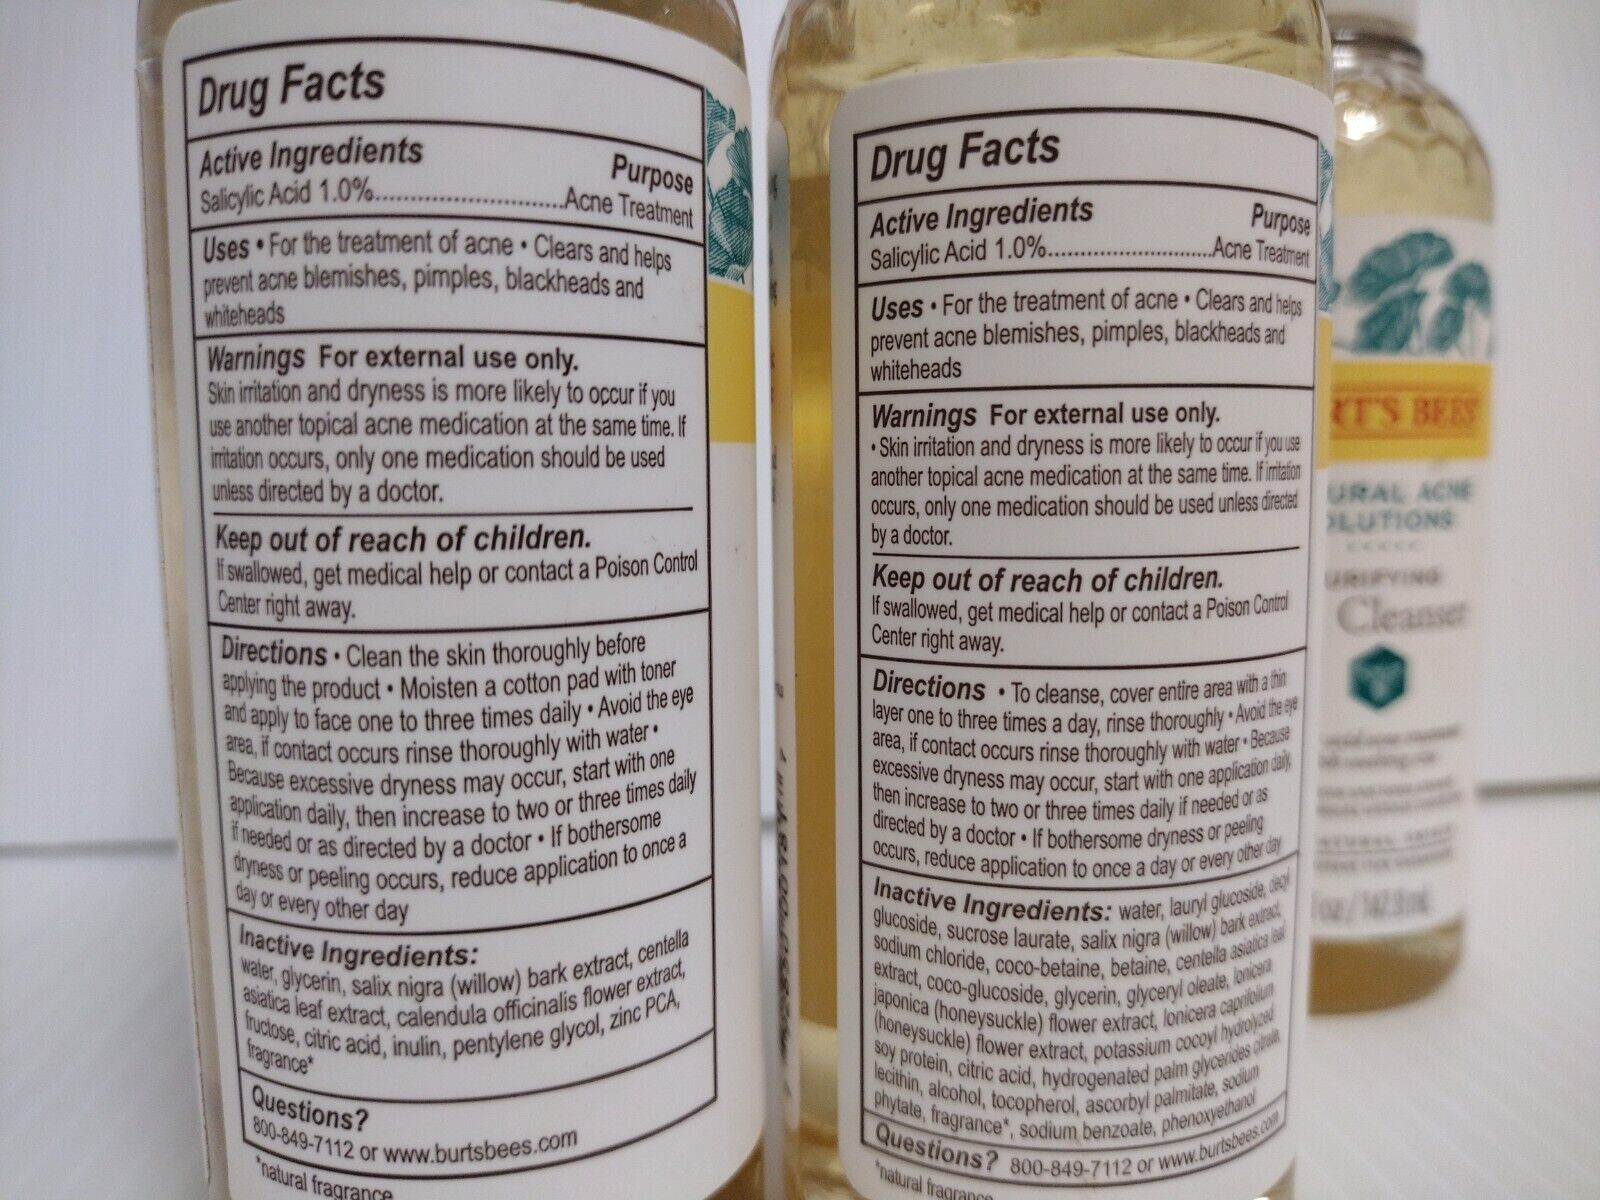 Drug Facts
Active Ingredients
Purpose
Salicylic Acid 1.0%............................Acne Treatment
Uses • For the treatment of acne • Clears and helps
prevent acne blemishes, pimples, blackheads and
whiteheads
Warnings For external use only.
Skin irritation and dryness is more likely to occur if you
use another topical acne medication at the same time. If
irritation occurs, only one medication should be used
unless directed by a doctor.
Keep out of reach of children.
If swallowed, get medical help or contact a Poison Control
Center right away.
Directions • Clean the skin thoroughly before
applying the product • Moisten a cotton pad with toner
and apply to face one to three times daily • Avoid the eye
area, if contact occurs rinse thoroughly with water •
Because excessive dryness may occur, start with one
application daily, then increase to two or three times daily
if needed or as directed by a doctor • If bothersome
dryness or peeling occurs, reduce application to once a
day or every other day
Inactive Ingredients:
water, glycerin, salix nigra (willow) bark extract, centella
asiatica leaf extract, calendula officinalis flower extract,
fructose, citric acid, inulin, pentylene glycol, zinc PCA,
fragrance*
Questions?
800-849-7112 or www.burtsbees.com
*natural fragrance
Drug Facts
Active Ingredients
Purpose
Salicylic Acid 1.0%............................Acne Treatment
Uses • For the treatment of acne • Clears and helps
prevent acne blemishes, pimples, blackheads and
whiteheads
Warnings For external use only.
• Skin irritation and dryness is more likely to occur if you use
another topical acne medication at the same time. If irritation
occurs, only one medication should be used unless directed
by a doctor.
Keep out of reach of children.
If swallowed, get medical help or contact a Poison Control
Center right away.
Directions • To cleanse, cover entire area with a thin
layer one to three times a day, rinse thoroughly • Avoid the eye
area, if contact occurs rinse thoroughly with water • Because
excessive dryness may occur, start with one application daily,
then increase to two or three times daily if needed or as
directed by a doctor • If bothersome dryness or peeling
occurs, reduce application to once a day or every other day
Inactive Ingredients: water, lauryl glucoside, decyl
glucoside, sucrose laurate, salix nigra (willow) bark extract,
sodium chloride, coco-betaine, betaine, centella asiatica leaf
extract, coco-glucoside, glycerin, glyceryl oleate, lonicera
japonica (honeysuckle) flower extract, lonicera caprifolium
(honeysuckle) flower extract, potassium cocoyl hydrolyzed
soy protein, citric acid, hydrogenated palm glycerides citrate,
lecithin, alcohol, tocopherol, ascorbyl palmitate, sodium
phytate, fragrance*, sodium benzoate, phenoxyethanol
Questions? 800-849-7112 or www.burtsbees.com
*natural fragrance
RT'S BEES
URAL ACNE
OLUTIONS
URIFYING
Cleanser